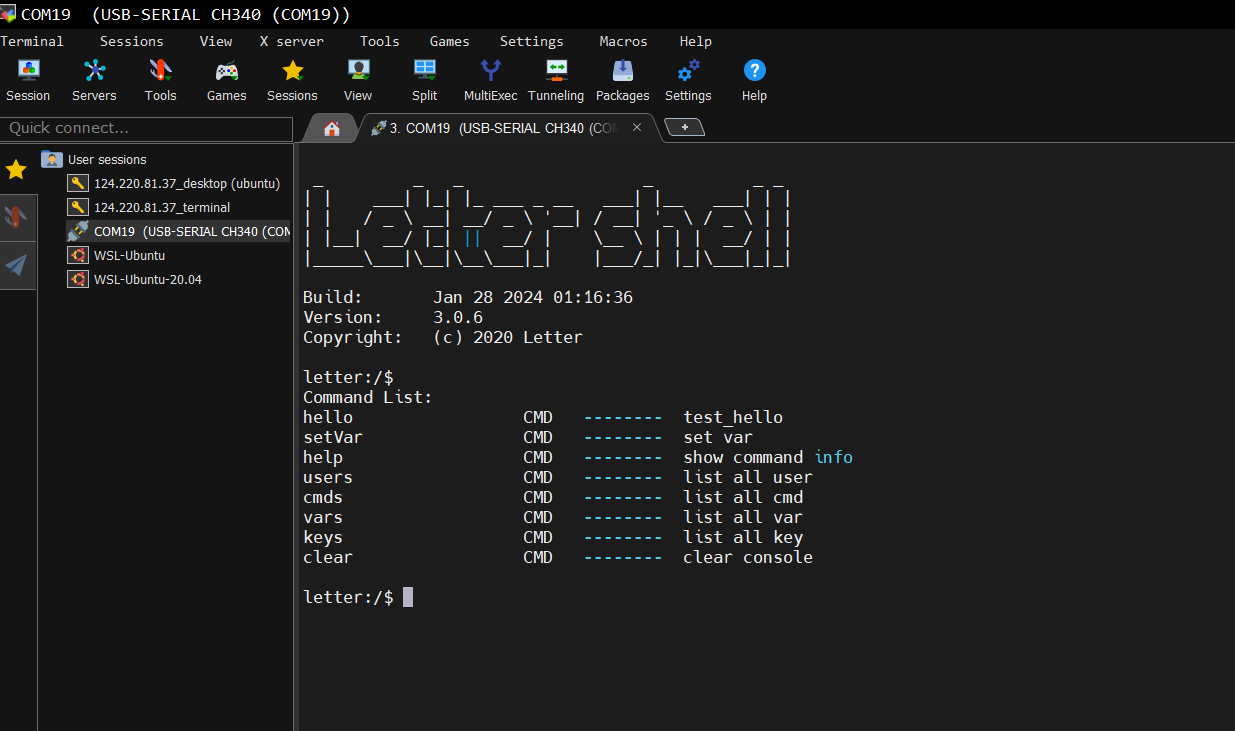 COM19  (USB-SERIAL CH340 (COM19))
Terminal Sessions View X server Tools Games Settings Macros Help
Session Servers Tools Games Sessions View Split MultiExec Tunneling Packages Settings Help
Quick connect...
3. COM19  (USB-SERIAL CH340 (CO
User sessions
124.220.81.37_desktop (ubuntu)
124.220.81.37_terminal
COM19  (USB-SERIAL CH340 (COM
WSL-Ubuntu
WSL-Ubuntu-20.04
Letter shell
Build:       Jan 28 2024 01:16:36
Version:     3.0.6
Copyright:   (c) 2020 Letter
letter:/$
Command List:
hello                 CMD   --------  test_hello
setVar                CMD   --------  set var
help                  CMD   --------  show command info
users                 CMD   --------  list all user
cmds                  CMD   --------  list all cmd
vars                  CMD   --------  list all var
keys                  CMD   --------  list all key
clear                 CMD   --------  clear console
letter:/$